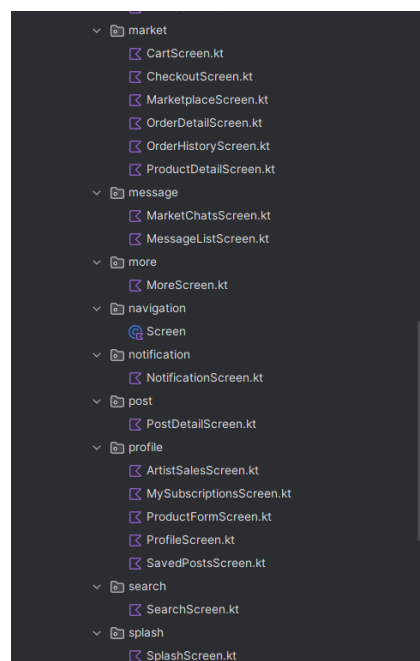 market
CartScreen.kt
CheckoutScreen.kt
MarketplaceScreen.kt
OrderDetailScreen.kt
OrderHistoryScreen.kt
ProductDetailScreen.kt
message
MarketChatsScreen.kt
MessageListScreen.kt
more
MoreScreen.kt
navigation
Screen
notification
NotificationScreen.kt
post
PostDetailScreen.kt
profile
ArtistSalesScreen.kt
MySubscriptionsScreen.kt
ProductFormScreen.kt
ProfileScreen.kt
SavedPostsScreen.kt
search
SearchScreen.kt
splash
SplashScreen.kt